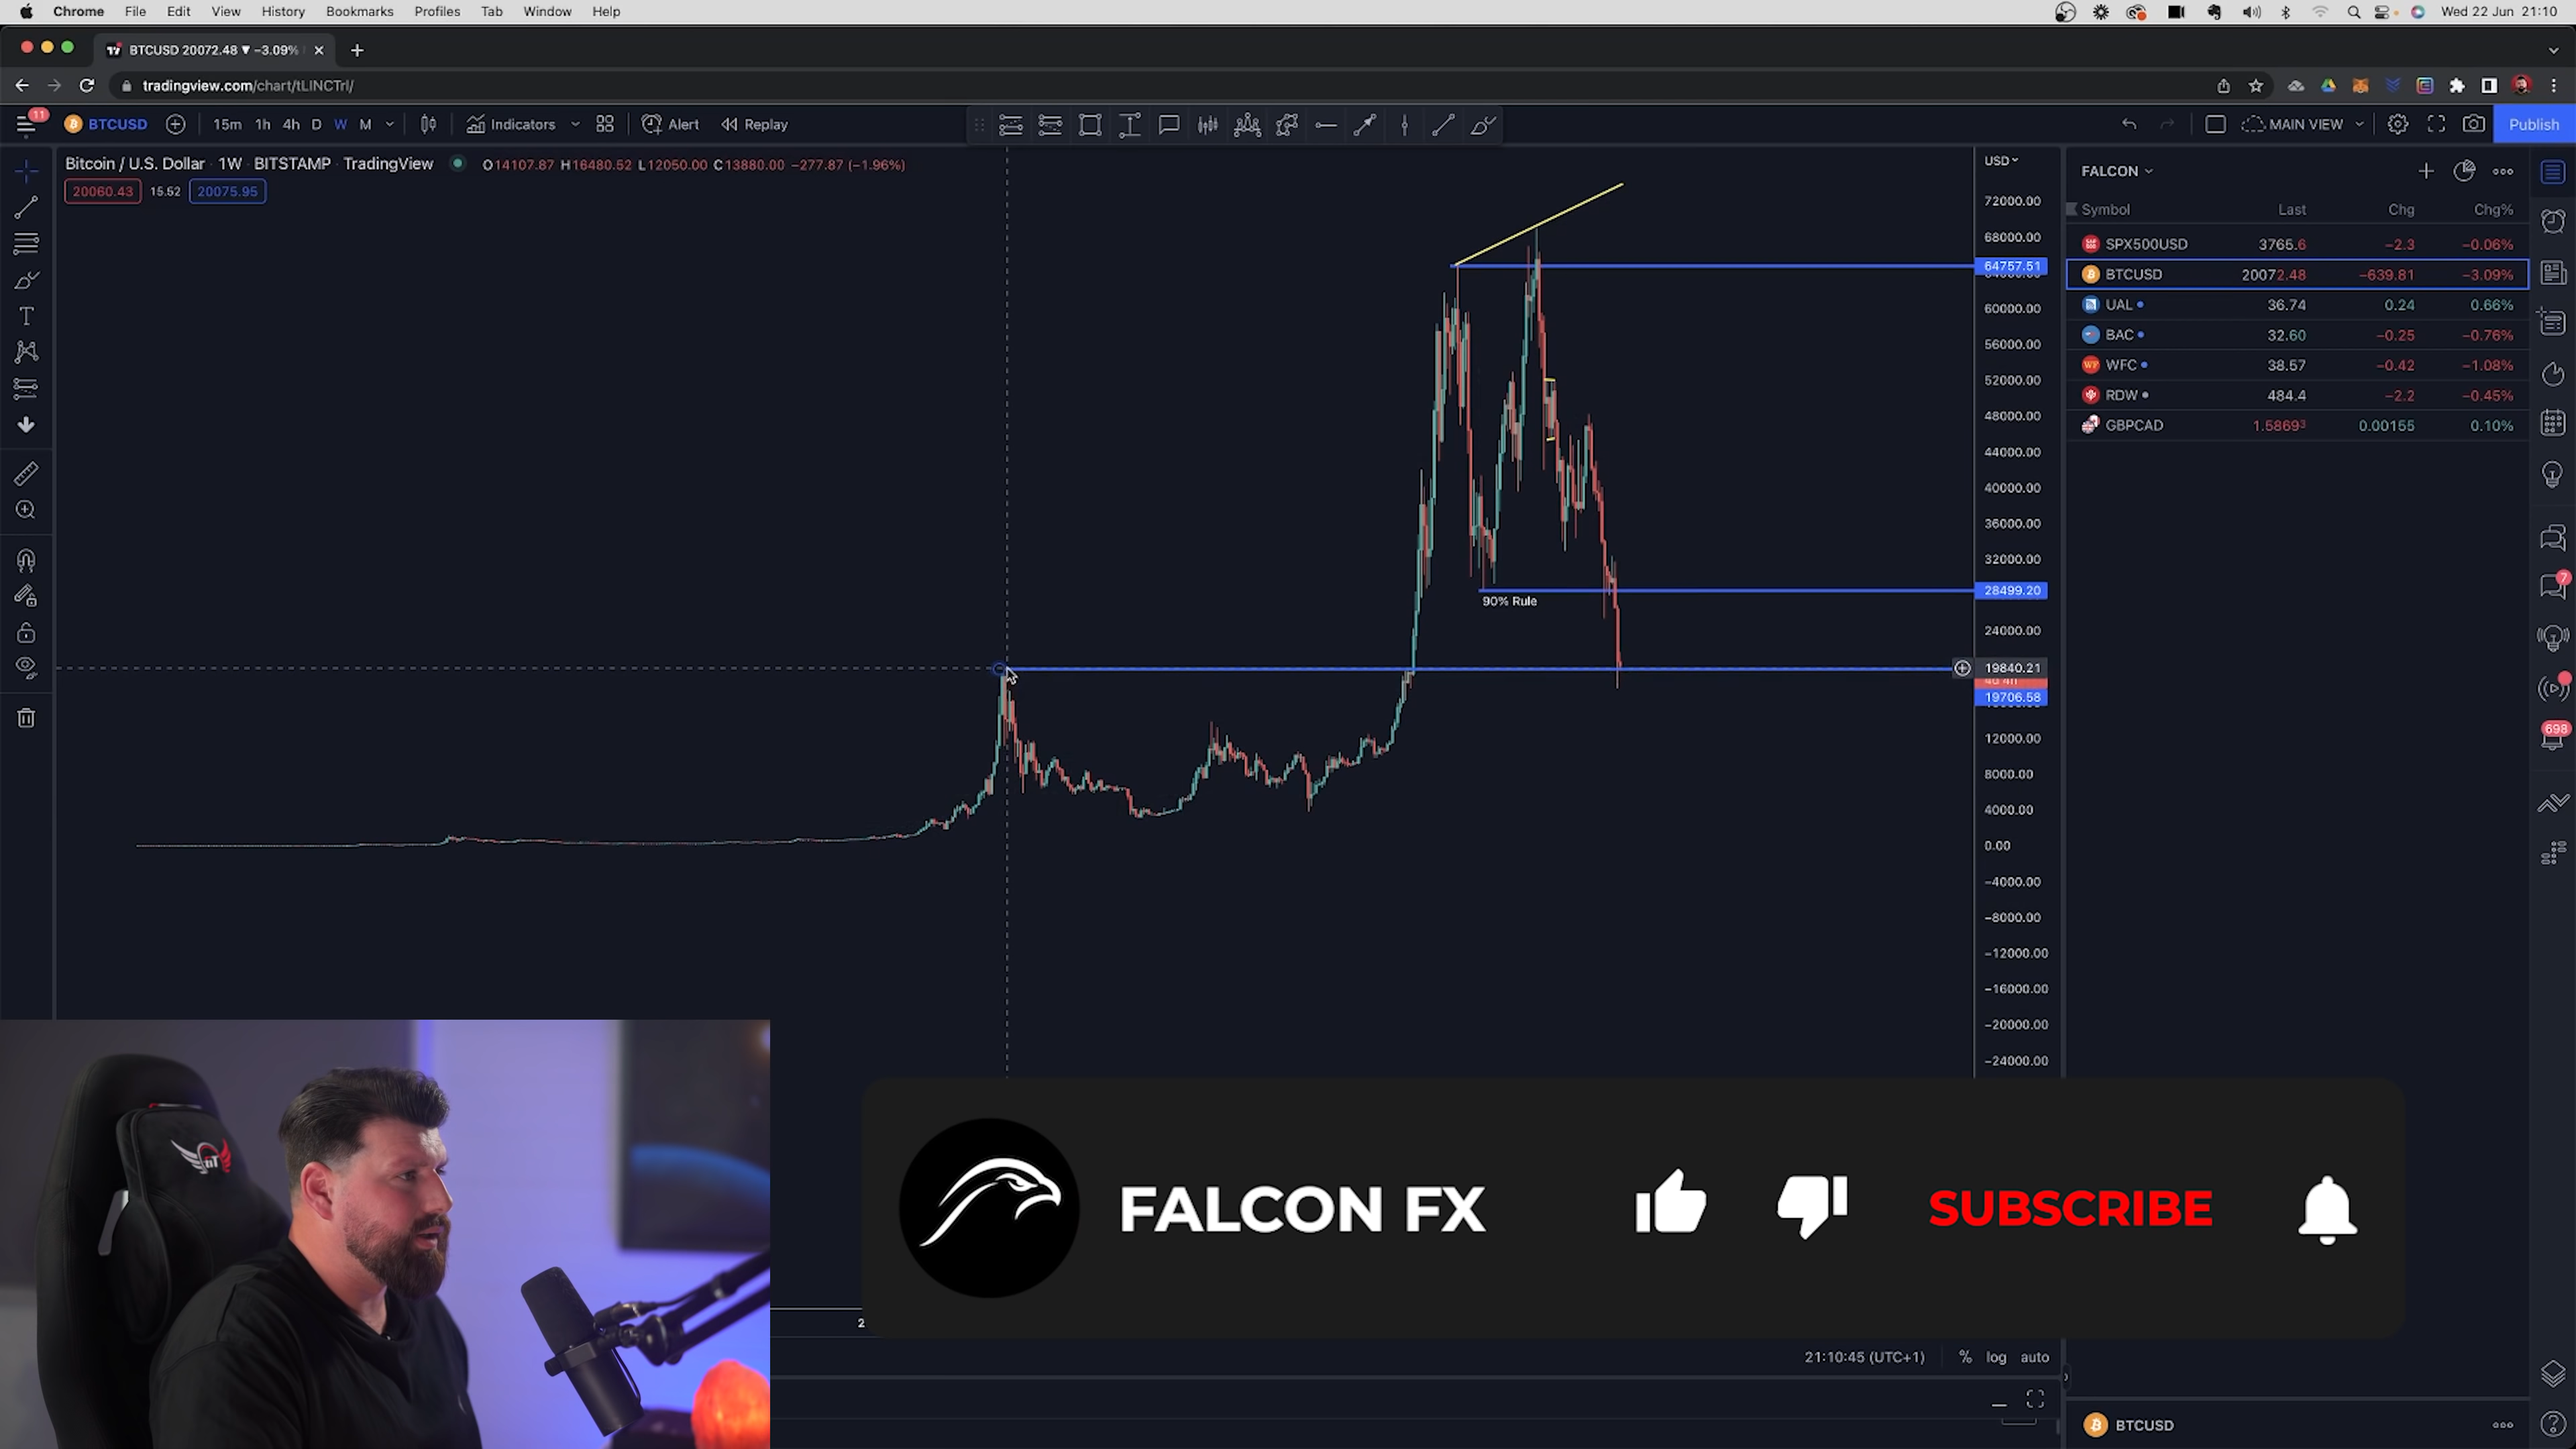 Chrome File Edit View History Bookmarks Profiles Tab Window Help Wed 22 Jun 21:10
BTCUSD 20072.48 ▼ −3.09%
tradingview.com/chart/tLINCTrl/
11 BTCUSD 15m 1h 4h D W M Indicators Alert Replay MAIN VIEW Publish
Bitcoin / U.S. Dollar 1W BITSTAMP TradingView O14107.87 H16480.52 L12050.00 C13880.00 −277.87 (−1.96%)
20060.43 15.52 20075.95
USD
72000.00
68000.00
64757.51
60000.00
56000.00
52000.00
48000.00
44000.00
40000.00
36000.00
32000.00
28499.20
90% Rule
24000.00
19840.21
19706.58
12000.00
8000.00
4000.00
0.00
−4000.00
−8000.00
−12000.00
−16000.00
−20000.00
−24000.00
FALCON
Symbol Last Chg Chg%
SPX500USD 3765.6 −2.3 −0.06%
BTCUSD 20072.48 −639.81 −3.09%
UAL 36.74 0.24 0.66%
BAC 32.60 −0.25 −0.76%
WFC 38.57 −0.42 −1.08%
RDW 484.4 −2.2 −0.45%
GBPCAD 1.58693 0.00155 0.10%
7
698
FALCON FX SUBSCRIBE
2
21:10:45 (UTC+1) % log auto
BTCUSD